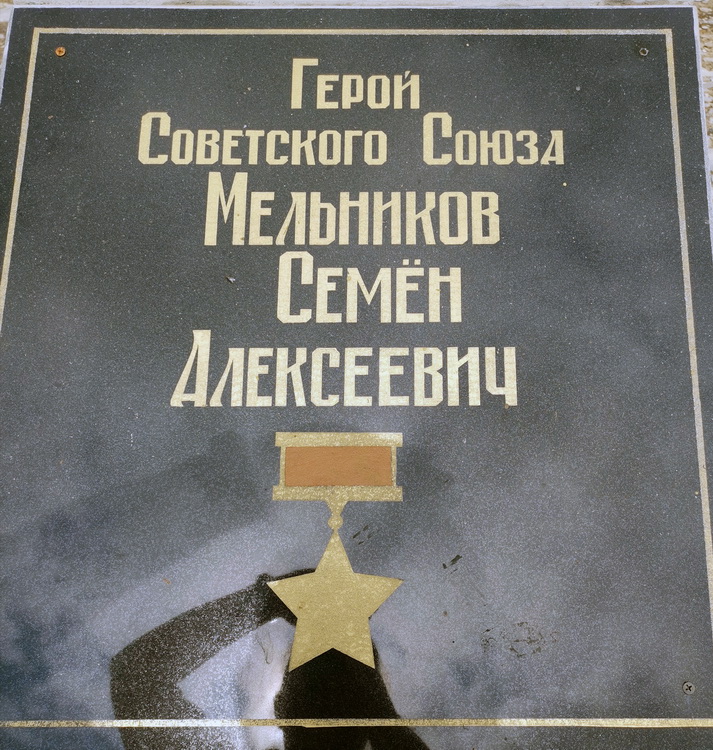 Герой
Советского Союза
Мельников
Семён
Алексеевич